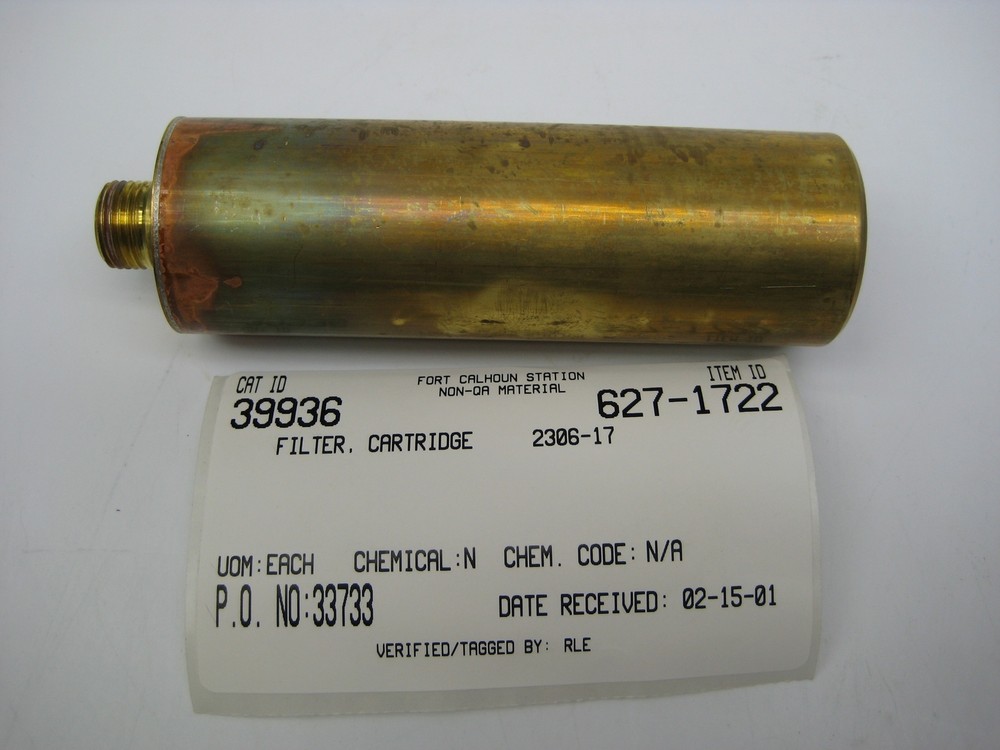 CAT ID
FORT CALHOUN STATION
ITEM ID
39936
NON-QA MATERIAL
627-1722
FILTER, CARTRIDGE 2306-17
UOM:EACH CHEMICAL:N CHEM. CODE: N/A
P.O. NO:33733 DATE RECEIVED: 02-15-01
VERIFIED/TAGGED BY: RLE